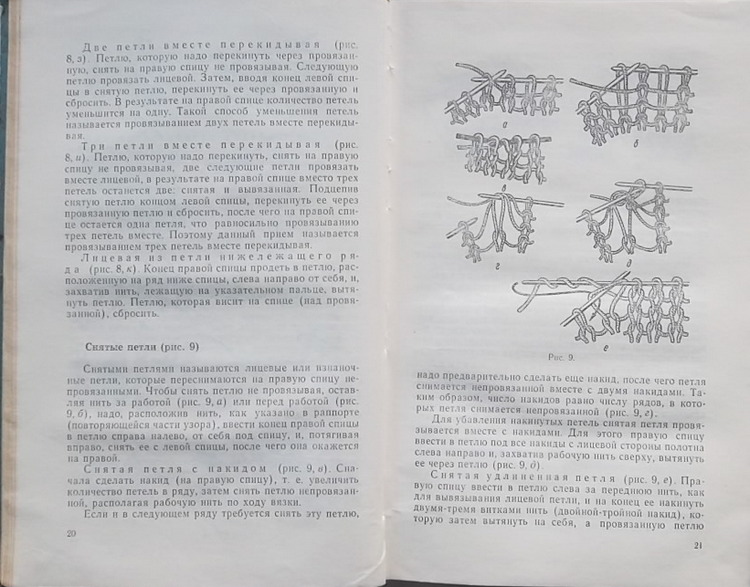 Две петли вместе перекидывая (рис.
8, з). Петлю, которую надо перекинуть через провязан-
ную, снять на правую спицу не провязывая. Следующую
петлю провязать лицевой. Затем, вводя конец левой спи-
цы в снятую петлю, перекинуть ее через провязанную и
сбросить. В результате на правой спице количество петель
уменьшится на одну. Такой способ уменьшения петель
называется провязыванием двух петель вместе перекиды-
вая.
Три петли вместе перекидывая (рис.
8, и). Петлю, которую надо перекинуть, снять на правую
спицу не провязывая, две следующие петли провязать
вместе лицевой, в результате на правой спице вместо трех
петель останется две: снятая и вывязанная. Подцепив
снятую петлю концом левой спицы, перекинуть ее через
провязанную петлю и сбросить, после чего на правой спи-
це остается одна петля, что равносильно провязыванию
трех петель вместе. Поэтому данный прием называется
провязыванием трех петель вместе перекидывая.
Лицевая из петли нижележащего ря-
да (рис. 8, к). Конец правой спицы продеть в петлю, рас-
положенную на ряд ниже спицы, слева направо от себя, и,
захватив нить, лежащую на указательном пальце, вытя-
нуть петлю. Петлю, которая висит на спице (над провя-
занной), сбросить.
Снятые петли (рис. 9)
Снятыми петлями называются лицевые или изнаноч-
ные петли, которые переснимаются на правую спицу не-
провязанными. Чтобы снять петлю не провязывая, остав-
ляя нить за работой (рис. 9, а) или перед работой (рис.
9, б), надо, расположив нить, как указано в раппорте
(повторяющейся части узора), ввести конец правой спицы
в петли справа налево, от себя под спицу, и, потягивая
вправо, снять ее с левой спицы, после чего она окажется
на правой.
Снятая петля с накидом (рис. 9, в). Сна-
чала сделать накид (на правую спицу), т. е. увеличить
количество петель в ряду, затем снять петлю непровязан-
ной, располагая рабочую нить по ходу вязки.
Если и в следующем ряду требуется снять эту петлю,
20
а
б
в
г
д
е
Рис. 9.
надо предварительно сделать еще накид, после чего петля
снимается непровязанной вместе с двумя накидами. Та-
ким образом, число накидов равно числу рядов, в кото-
рых петля снимается непровязанной (рис. 9, г).
Для убавления накинутых петель снятая петля провя-
зывается вместе с накидами. Для этого правую спицу
ввести в петлю под все накиды с лицевой стороны полотна
слева направо и, захватив рабочую нить сверху, вытянуть
ее через петлю (рис. 9, д)
Снятая удлиненная петля (рис. 9, е). Пра-
вую спицу ввести в петлю слева за переднюю нить, как
для вывязывания лицевой петли, и на конец ее накинуть
двумя-тремя витками нить (двойной-тройной накид), ко-
торую затем вытянуть на себя, а провязанную петлю
21